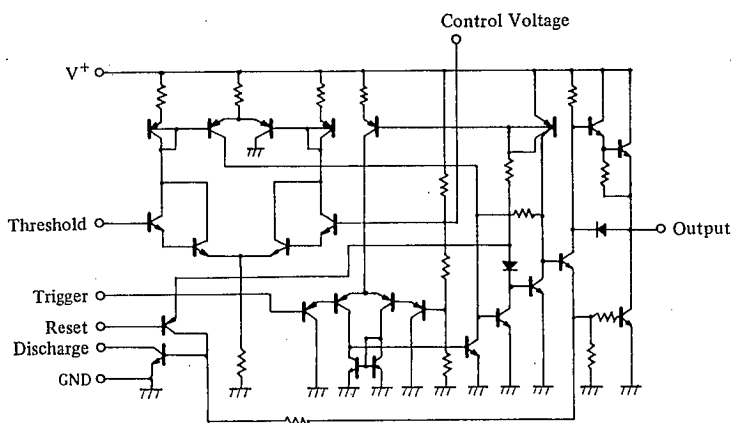 Control Voltage
V+
Threshold
Output
Trigger
Reset
Discharge
GND